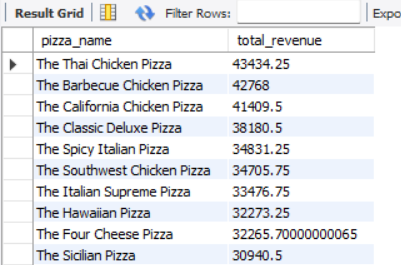 Result Grid Filter Rows: Expo
pizza_name total_revenue
The Thai Chicken Pizza 43434.25
The Barbecue Chicken Pizza 42768
The California Chicken Pizza 41409.5
The Classic Deluxe Pizza 38180.5
The Spicy Italian Pizza 34831.25
The Southwest Chicken Pizza 34705.75
The Italian Supreme Pizza 33476.75
The Hawaiian Pizza 32273.25
The Four Cheese Pizza 32265.70000000065
The Sicilian Pizza 30940.5